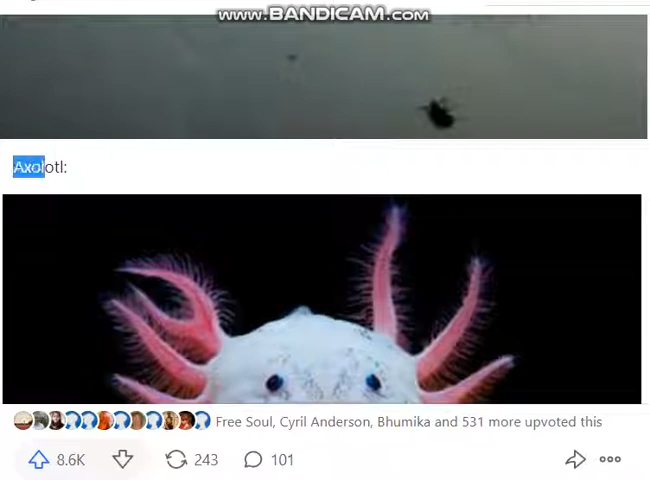 www.BANDICAM.com
Axolotl:
Free Soul, Cyril Anderson, Bhumika and 531 more upvoted this
8.6K 243 101